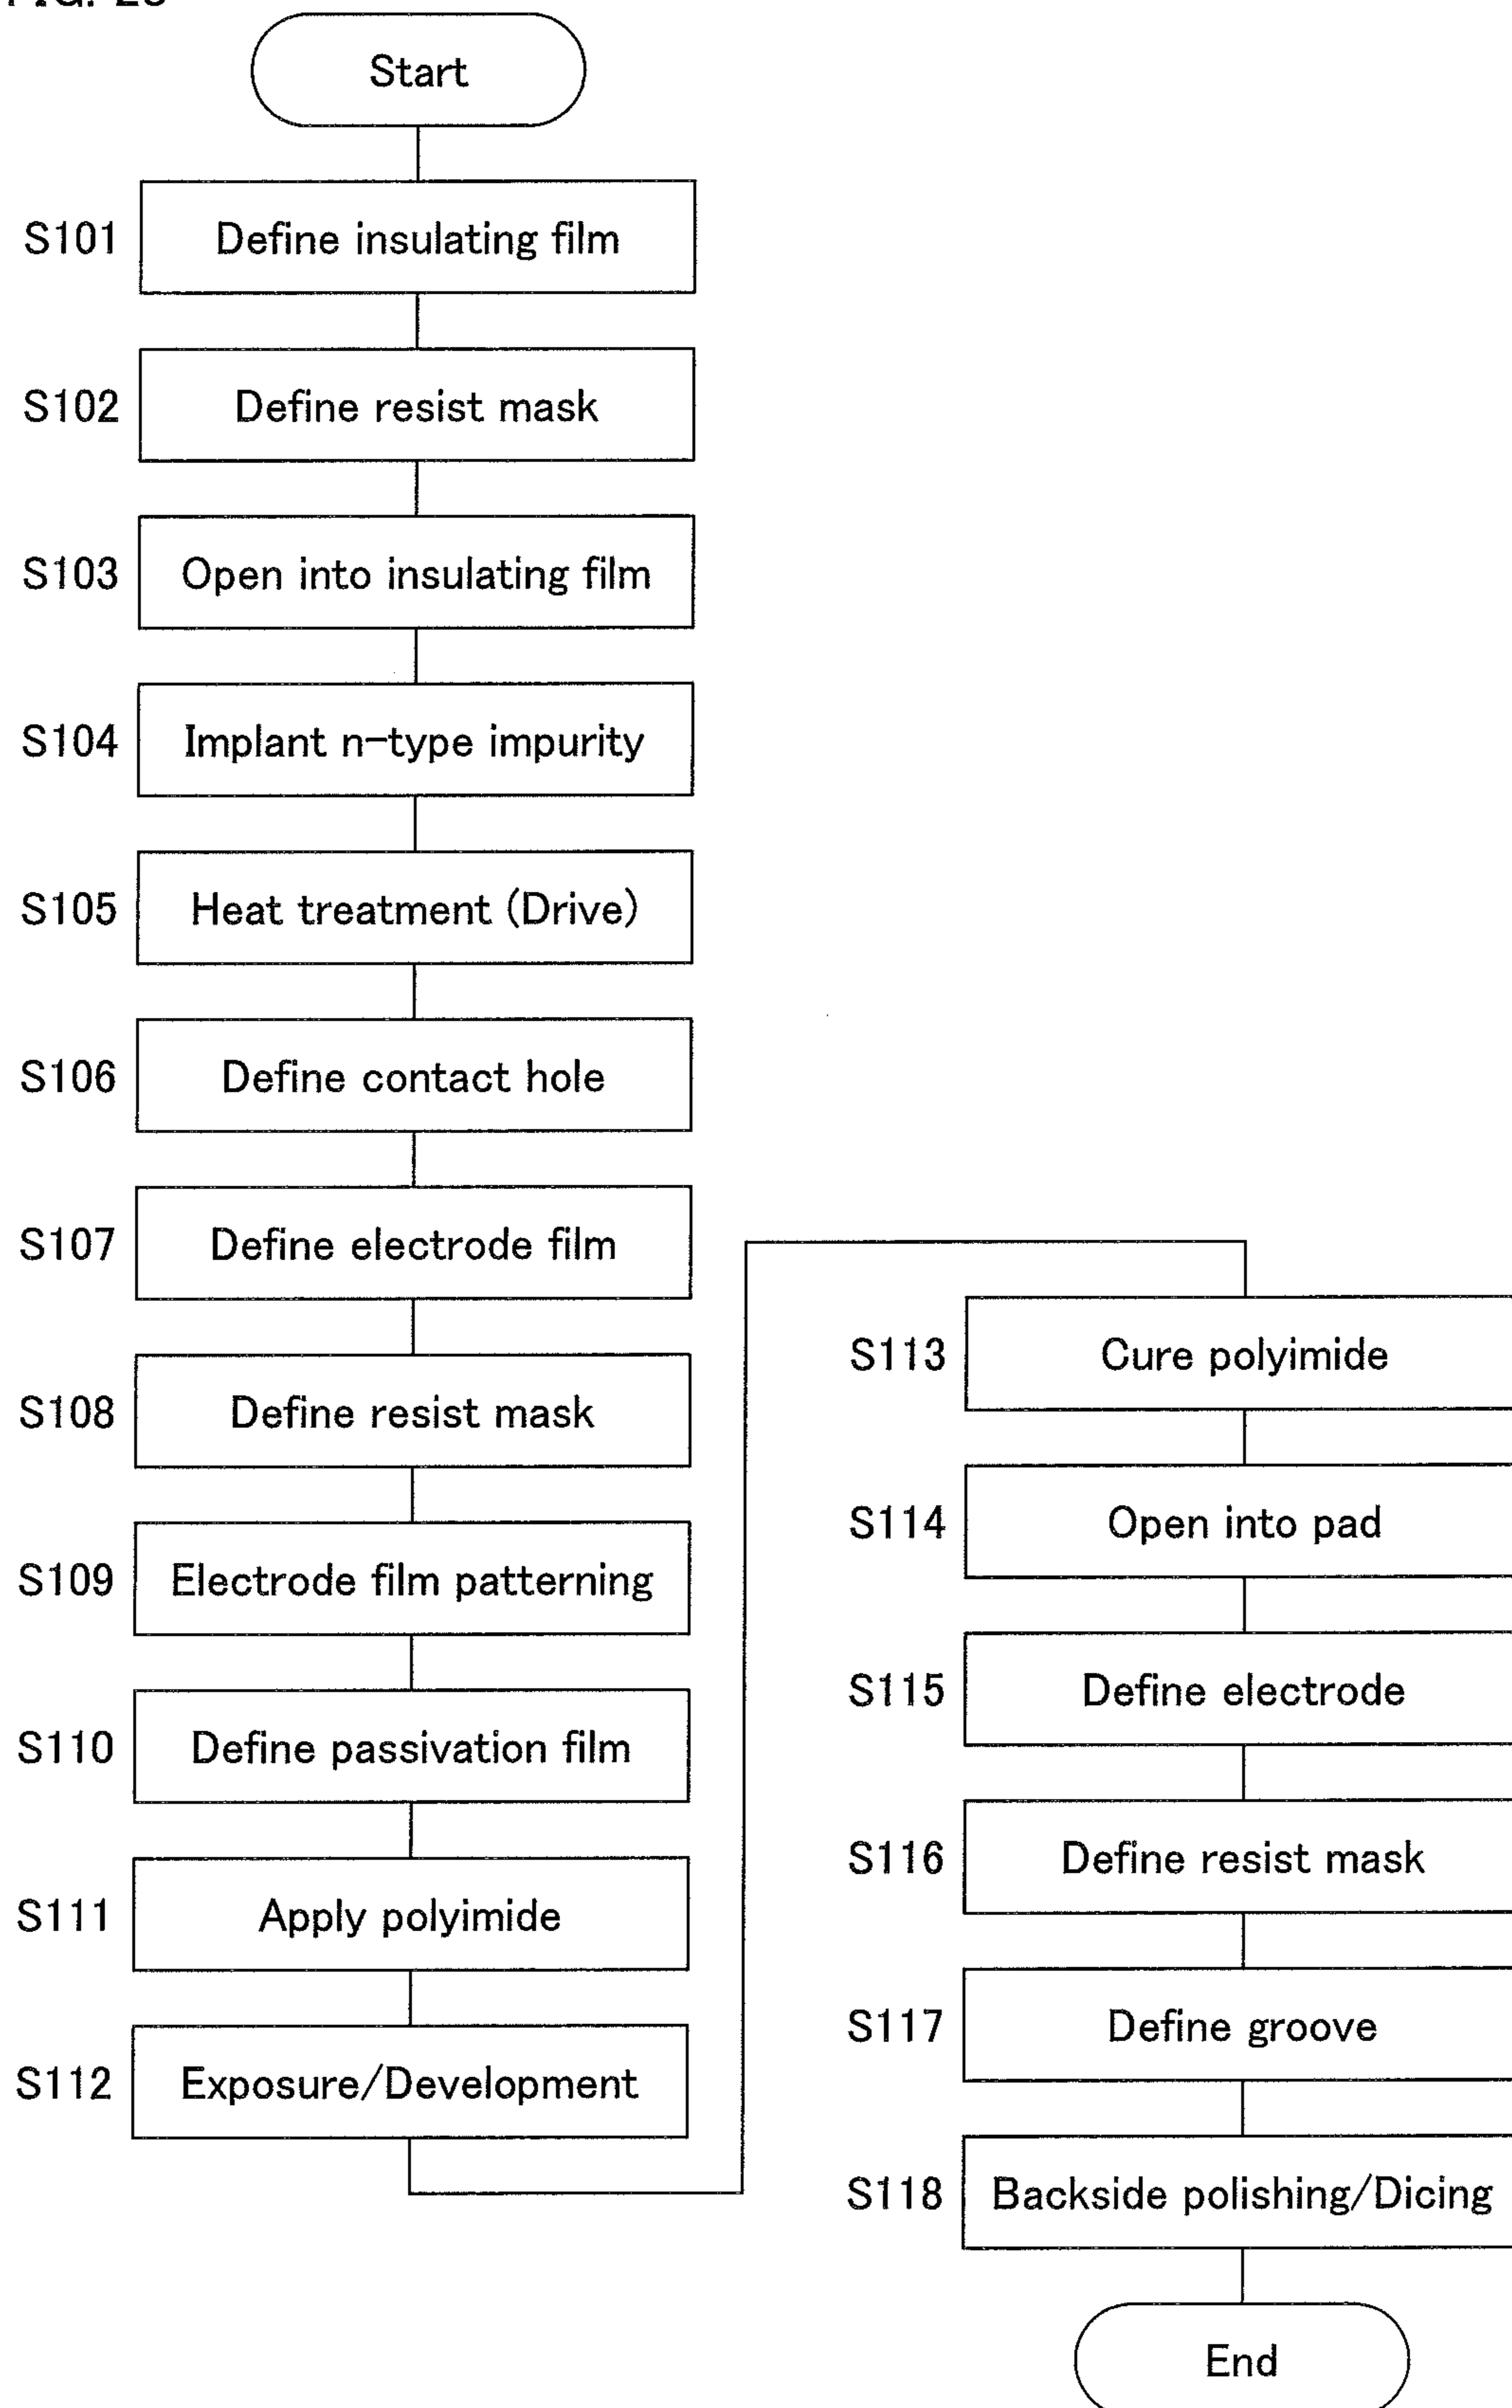 Start
S101 Define insulating film
S102 Define resist mask
S103 Open into insulating film
S104 Implant n-type impurity
S105 Heat treatment (Drive)
S106 Define contact hole
S107 Define electrode film
S108 Define resist mask
S109 Electrode film patterning
S110 Define passivation film
S111 Apply polyimide
S112 Exposure/Development
S113 Cure polyimide
S114 Open into pad
S115 Define electrode
S116 Define resist mask
S117 Define groove
S118 Backside polishing/Dicing
End